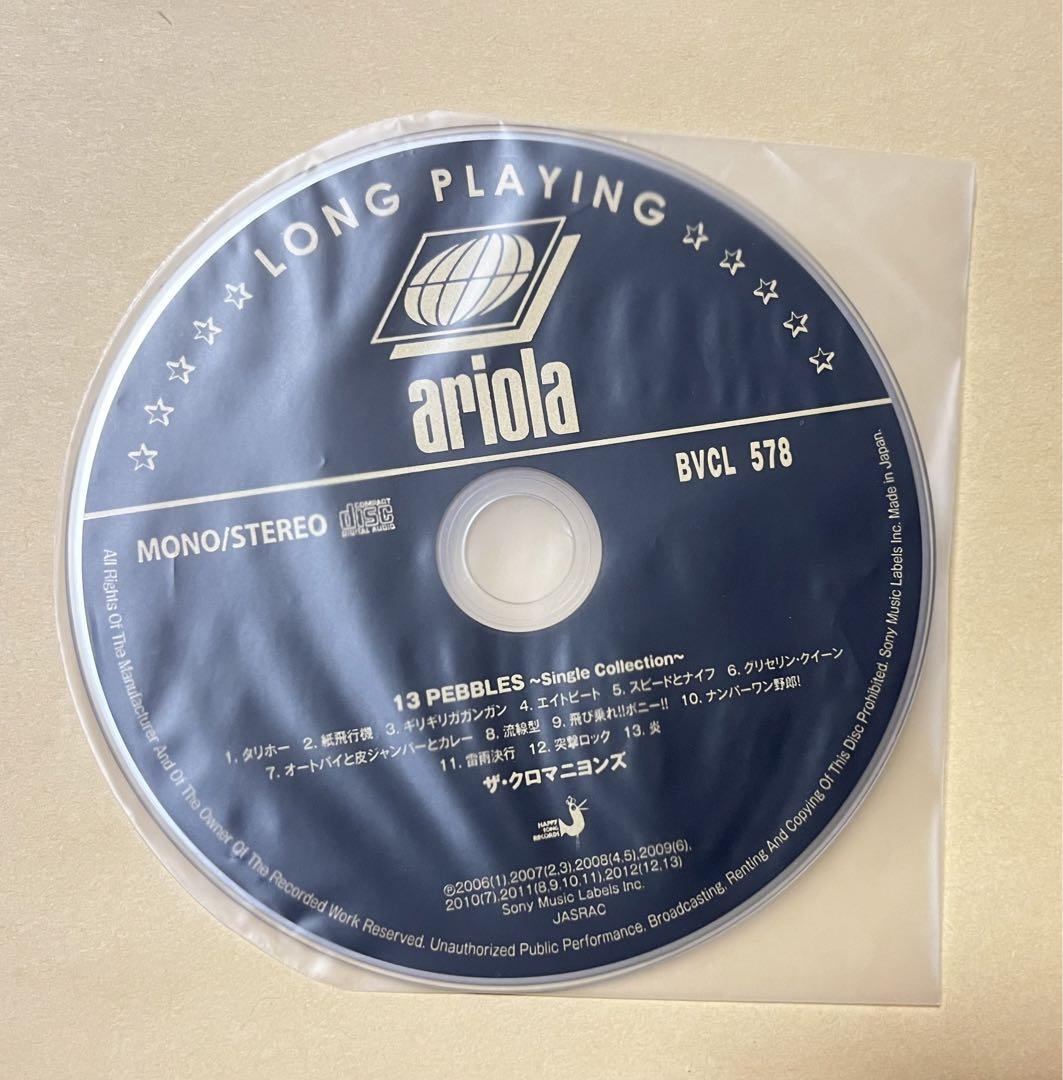 ☆☆☆☆☆ LONG PLAYING ☆☆☆☆☆
ariola
BVCL 578
MONO/STEREO
COMPACT
disc
DIGITAL AUDIO
13 PEBBLES ~Single Collection~
1. タリホー 2. 紙飛行機 3. ギリギリガガンガン 4. エイトビート 5. スピードとナイフ 6. グリセリン・クイーン
7. オートバイと皮ジャンパーとカレー 8. 流線型 9. 飛び乗れ!!ボニー!! 10. ナンバーワン野郎!
11. 雷雨決行 12. 突撃ロック 13. 炎
ザ・クロマニヨンズ
HAPPY
SONG
RECORDS
℗2006(1),2007(2,3),2008(4,5),2009(6),
2010(7),2011(8,9,10,11),2012(12,13)
Sony Music Labels Inc.
JASRAC
All Rights Of The Manufacturer And Of The Owner Of The Recorded Work Reserved. Unauthorized Public Performance, Broadcasting, Renting And Copying Of This Disc Prohibited. Sony Music Labels Inc. Made in Japan.